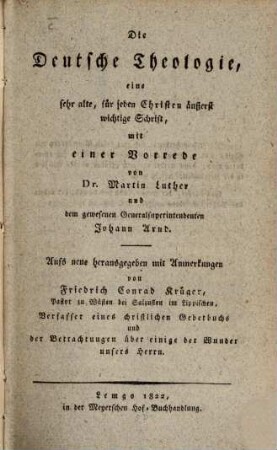 Die
Deutsche Theologie,
eine
sehr alte, für jeden Christen äußerst
wichtige Schrift,
mit
einer Vorrede
von
Dr. Martin Luther
und
dem gewesenen Generalsuperintendenten
Johann Arnd.
Aufs neue herausgegeben mit Anmerkungen
von
Friedrich Conrad Krüger,
Pastor zu Wüsten bei Salzuflen im Lippischen,
Verfasser eines christlichen Gebetbuchs
und
der Betrachtungen über einige der Wunder
unsers Herrn.
Lemgo 1822,
in der Meyerschen Hof-Buchhandlung.